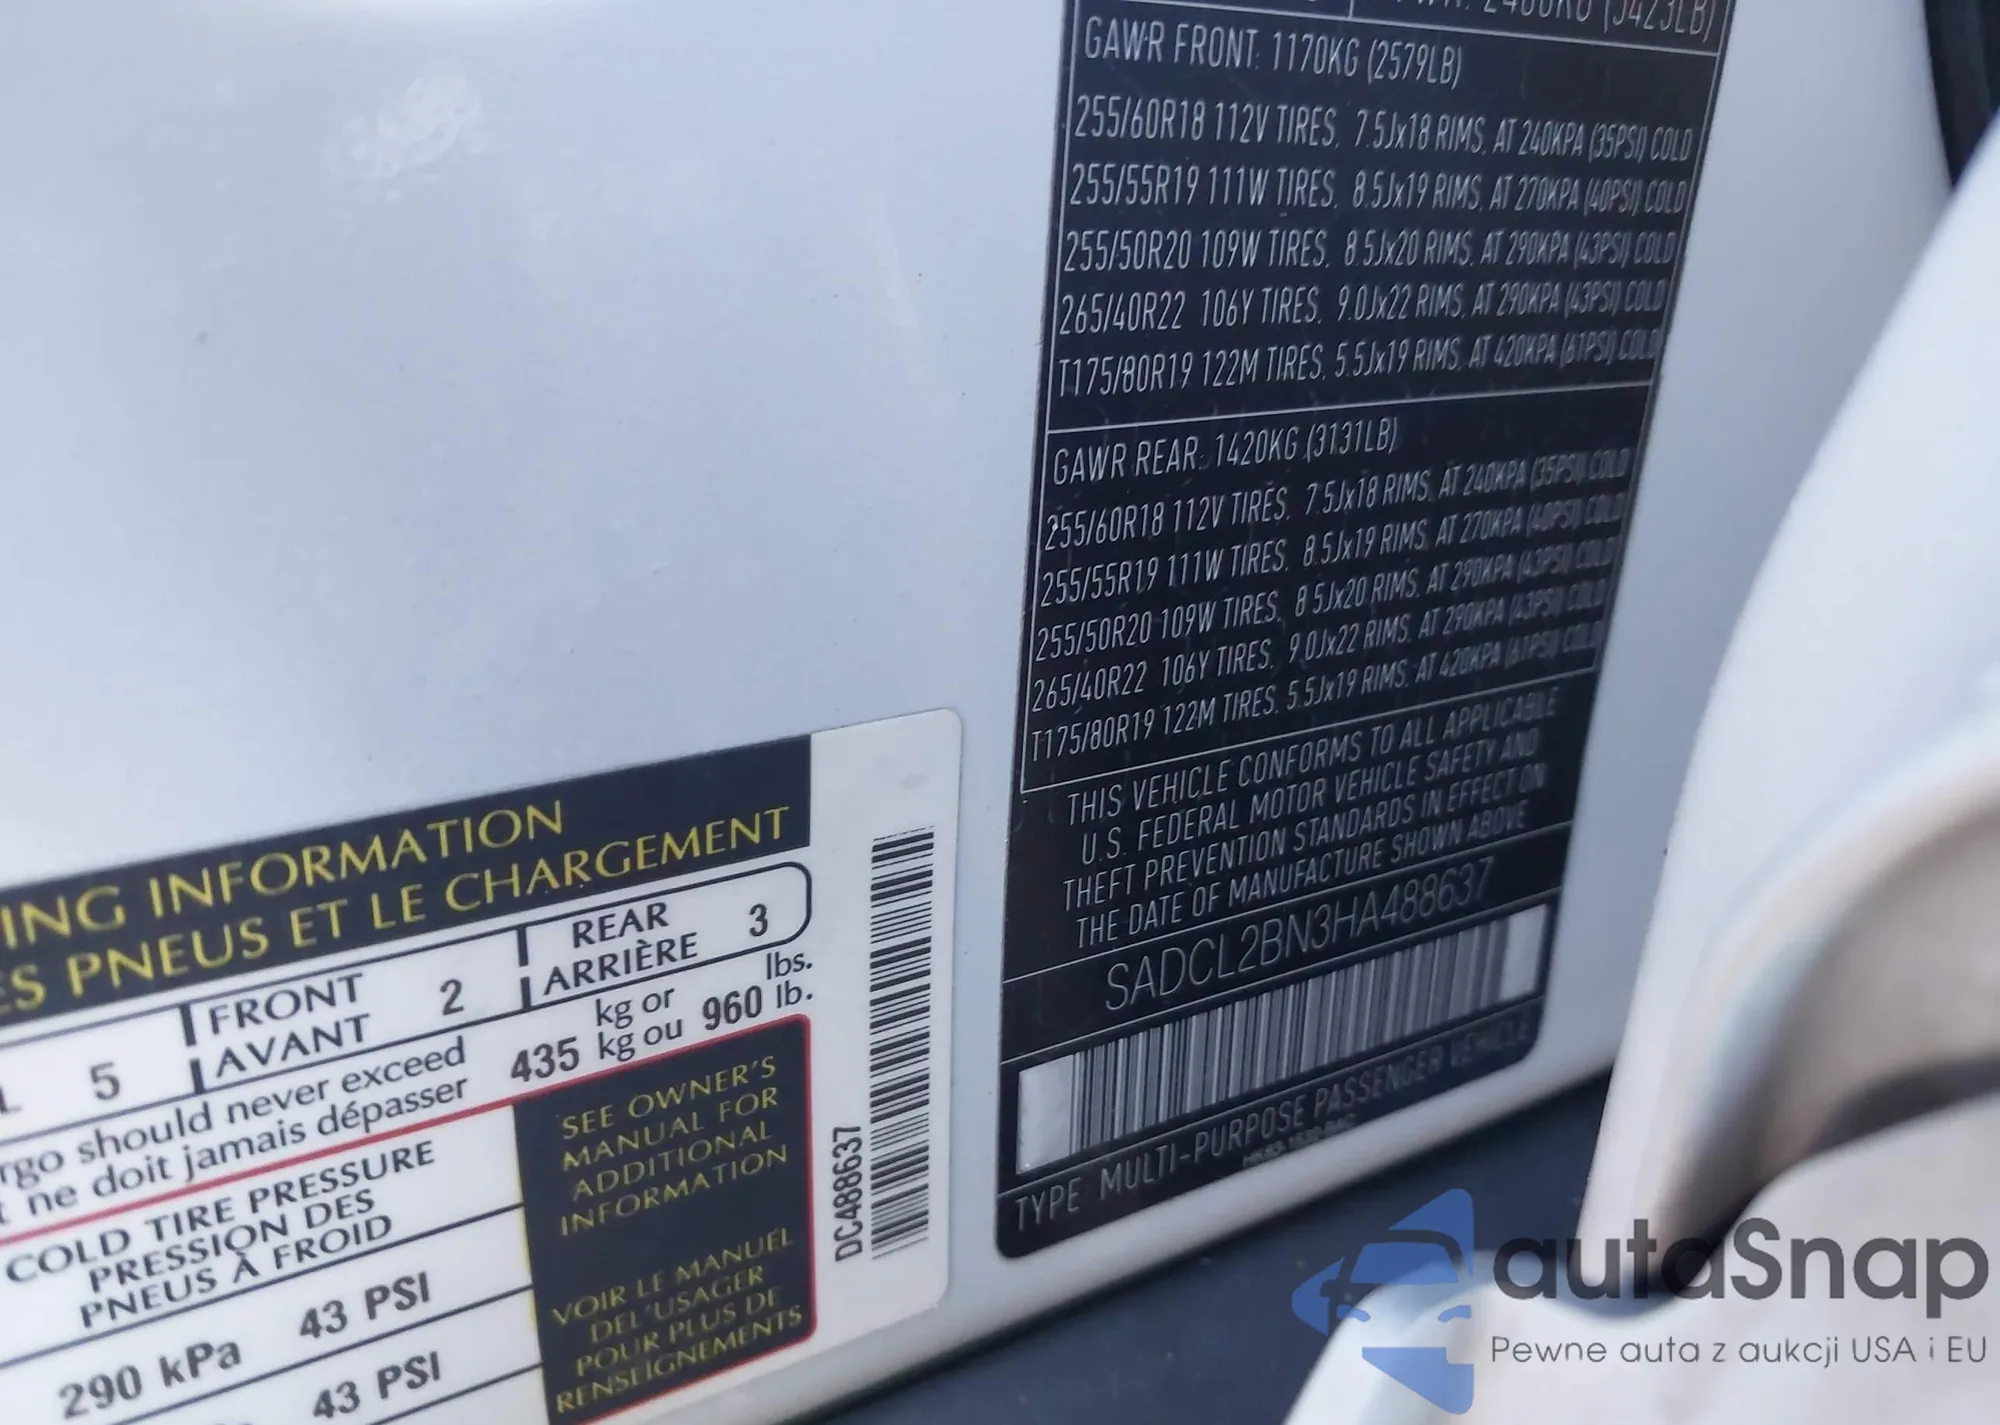 2460KG (5423LB)
GAWR FRONT: 1170KG (2579LB)
255/60R18 112V TIRES, 7.5Jx18 RIMS, AT 240KPA (35PSI) COLD
255/55R19 111W TIRES, 8.5Jx19 RIMS, AT 270KPA (40PSI) COLD
255/50R20 109W TIRES, 8.5Jx20 RIMS, AT 290KPA (43PSI) COLD
265/40R22 106Y TIRES, 9.0Jx22 RIMS, AT 290KPA (43PSI) COLD
T175/80R19 122M TIRES, 5.5Jx19 RIMS, AT 420KPA (61PSI) COLD
GAWR REAR: 1420KG (3131LB)
255/60R18 112V TIRES, 7.5Jx18 RIMS, AT 240KPA (35PSI) COLD
255/55R19 111W TIRES, 8.5Jx19 RIMS, AT 270KPA (40PSI) COLD
255/50R20 109W TIRES, 8.5Jx20 RIMS, AT 290KPA (43PSI) COLD
265/40R22 106Y TIRES, 9.0Jx22 RIMS, AT 290KPA (43PSI) COLD
T175/80R19 122M TIRES, 5.5Jx19 RIMS, AT 420KPA (61PSI) COLD
THIS VEHICLE CONFORMS TO ALL APPLICABLE
U.S. FEDERAL MOTOR VEHICLE SAFETY AND
THEFT PREVENTION STANDARDS IN EFFECT ON
THE DATE OF MANUFACTURE SHOWN ABOVE
SADCL2BN3HA488637
TYPE: MULTI-PURPOSE PASSENGER VEHICLE
ING INFORMATION
ES PNEUS ET LE CHARGEMENT
L 5 FRONT AVANT 2 REAR ARRIÈRE 3
rgo should never exceed 435 kg or 960 lbs.
t ne doit jamais dépasser kg ou lb.
COLD TIRE PRESSURE
PRESSION DES
PNEUS À FROID
290 kPa 43 PSI
43 PSI
SEE OWNER'S
MANUAL FOR
ADDITIONAL
INFORMATION
VOIR LE MANUEL
DE L'USAGER
POUR PLUS DE
RENSEIGNEMENTS
DC488637
autoSnap
Pewne auta z aukcji USA i EU